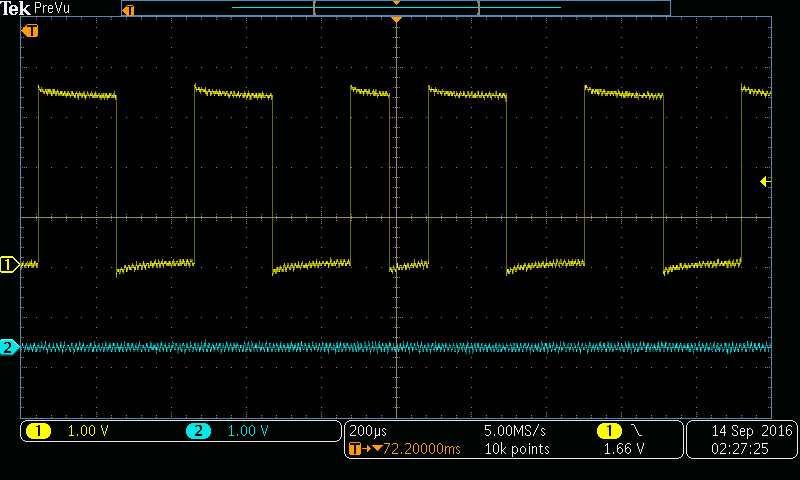 Tek PreVu
T
T
1
2
1 1.00 V 2 1.00 V
200µs 5.00MS/s 1
T 72.20000ms 10k points 1.66 V
14 Sep 2016
02:27:25